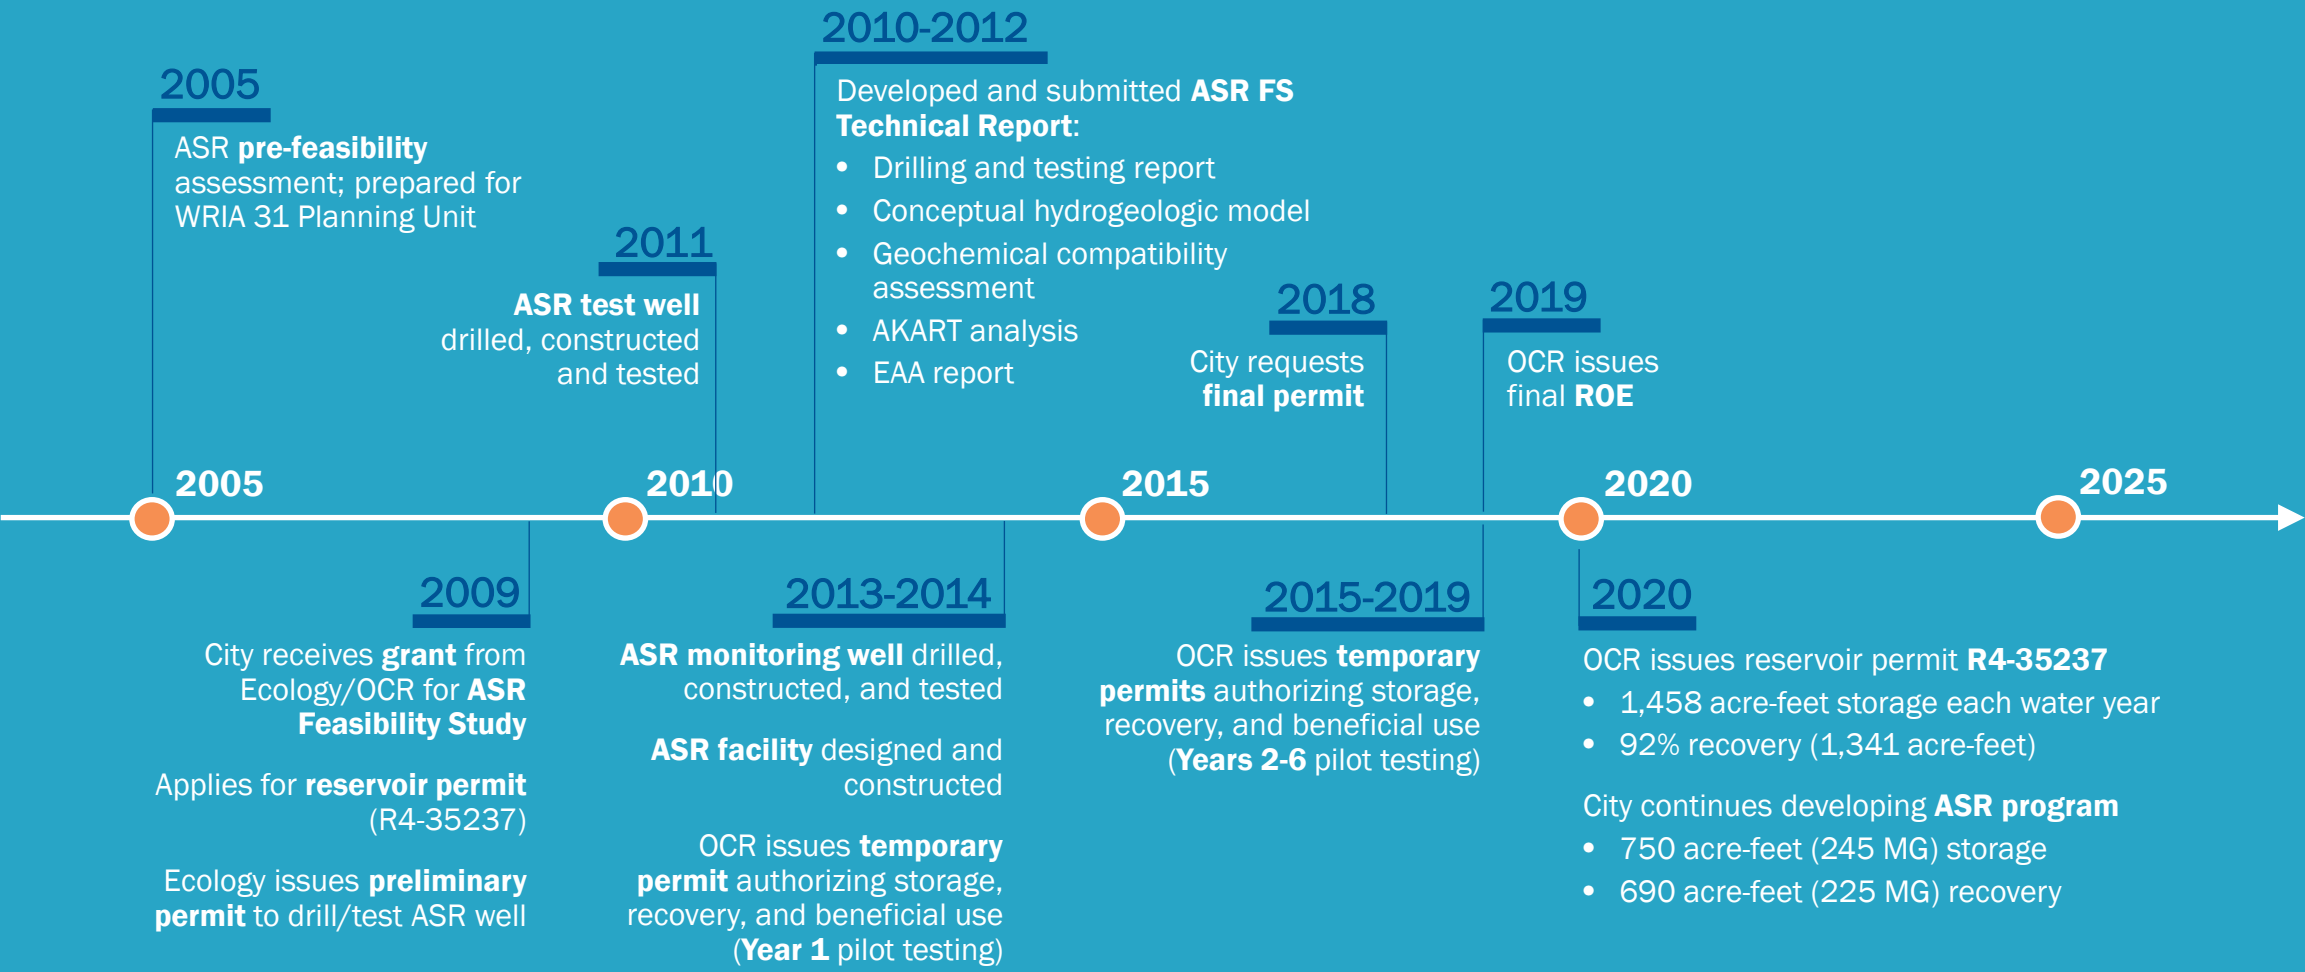 2005
ASR pre-feasibility
assessment; prepared for
WRIA 31 Planning Unit
2011
ASR test well
drilled, constructed
and tested
2010-2012
Developed and submitted ASR FS
Technical Report:
• Drilling and testing report
• Conceptual hydrogeologic model
• Geochemical compatibility
assessment
• AKART analysis
• EAA report
2018
City requests
final permit
2019
OCR issues
final ROE
2005
2010
2015
2020
2025
2009
City receives grant from
Ecology/OCR for ASR
Feasibility Study
Applies for reservoir permit
(R4-35237)
Ecology issues preliminary
permit to drill/test ASR well
2013-2014
ASR monitoring well drilled,
constructed, and tested
ASR facility designed and
constructed
OCR issues temporary
permit authorizing storage,
recovery, and beneficial use
(Year 1 pilot testing)
2015-2019
OCR issues temporary
permits authorizing storage,
recovery, and beneficial use
(Years 2-6 pilot testing)
2020
OCR issues reservoir permit R4-35237
• 1,458 acre-feet storage each water year
• 92% recovery (1,341 acre-feet)
City continues developing ASR program
• 750 acre-feet (245 MG) storage
• 690 acre-feet (225 MG) recovery